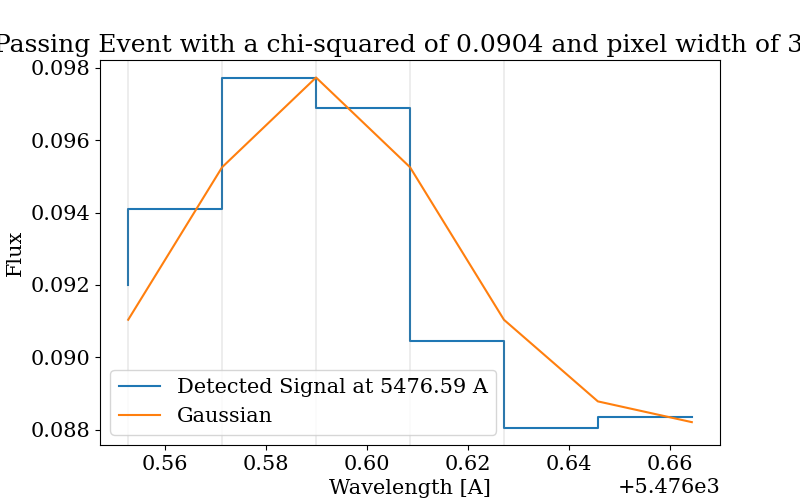 Passing Event with a chi-squared of 0.0904 and pixel width of 3
0.098
0.096
0.094
0.092
0.090
0.088
Flux
Detected Signal at 5476.59 A
Gaussian
0.56 0.58 0.60 0.62 0.64 0.66
Wavelength [A]
+5.476e3